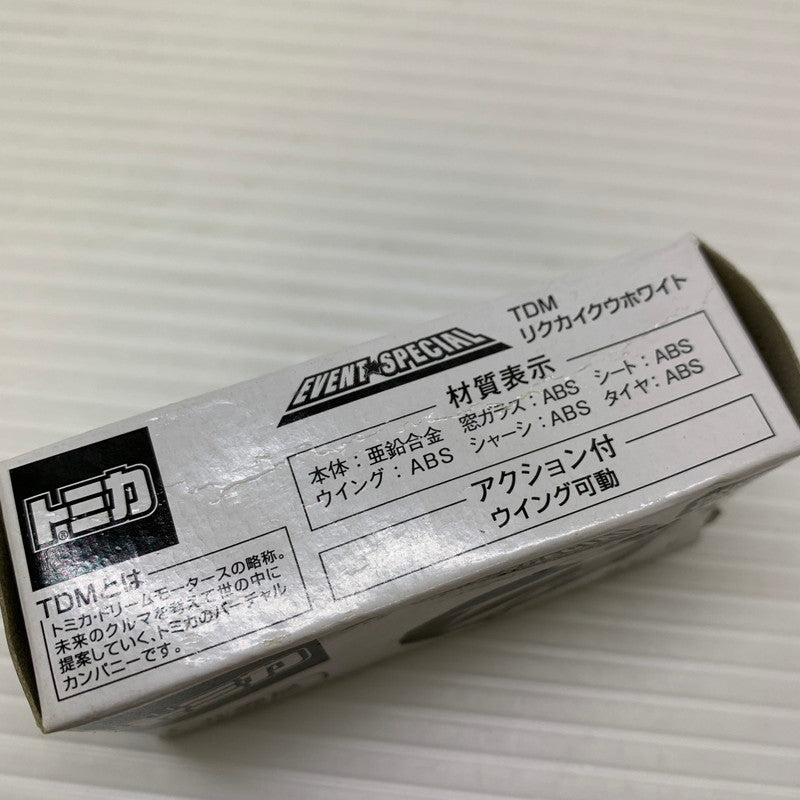 トミカ®
EVENT★SPECIAL
TDM
リクカイクウホワイト
材質表示
本体：亜鉛合金 窓ガラス：ABS シート：ABS
ウイング：ABS シャーシ：ABS タイヤ：ABS
アクション付
ウイング可動
TDMとは
トミカ・ドリームモータースの略称。
未来のクルマを考えて世の中に
提案していく、トミカのバーチャル
カンパニーです。